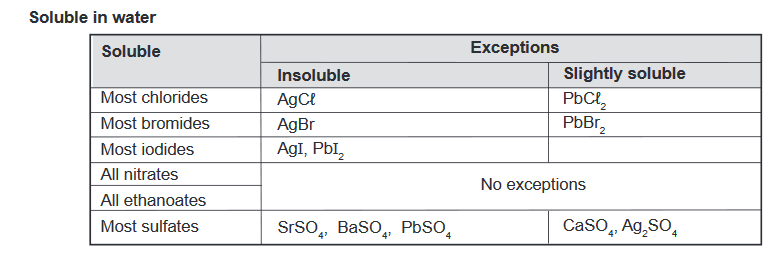 Soluble in water
Soluble Exceptions
Insoluble Slightly soluble
Most chlorides AgCℓ PbCℓ₂
Most bromides AgBr PbBr₂
Most iodides AgI, PbI₂
All nitrates
No exceptions
All ethanoates
Most sulfates SrSO₄, BaSO₄, PbSO₄ CaSO₄, Ag₂SO₄